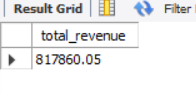 Result Grid Filter
total_revenue
817860.05